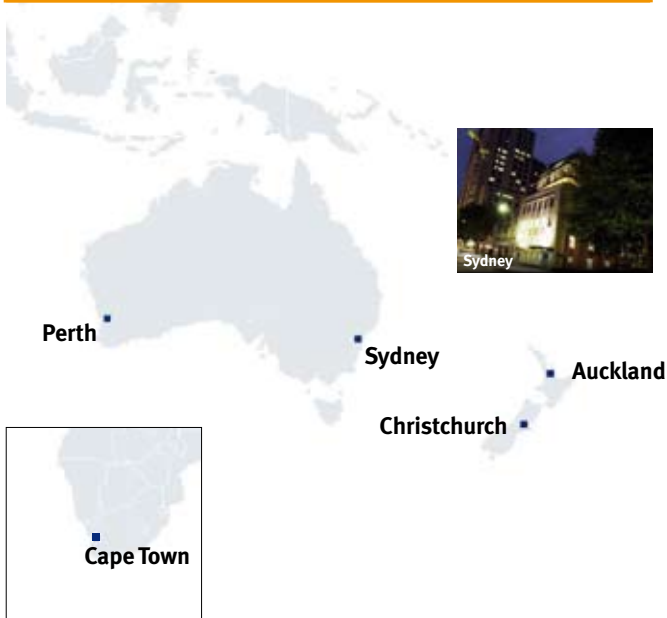 Sydney
Perth
Sydney
Auckland
Christchurch
Cape Town